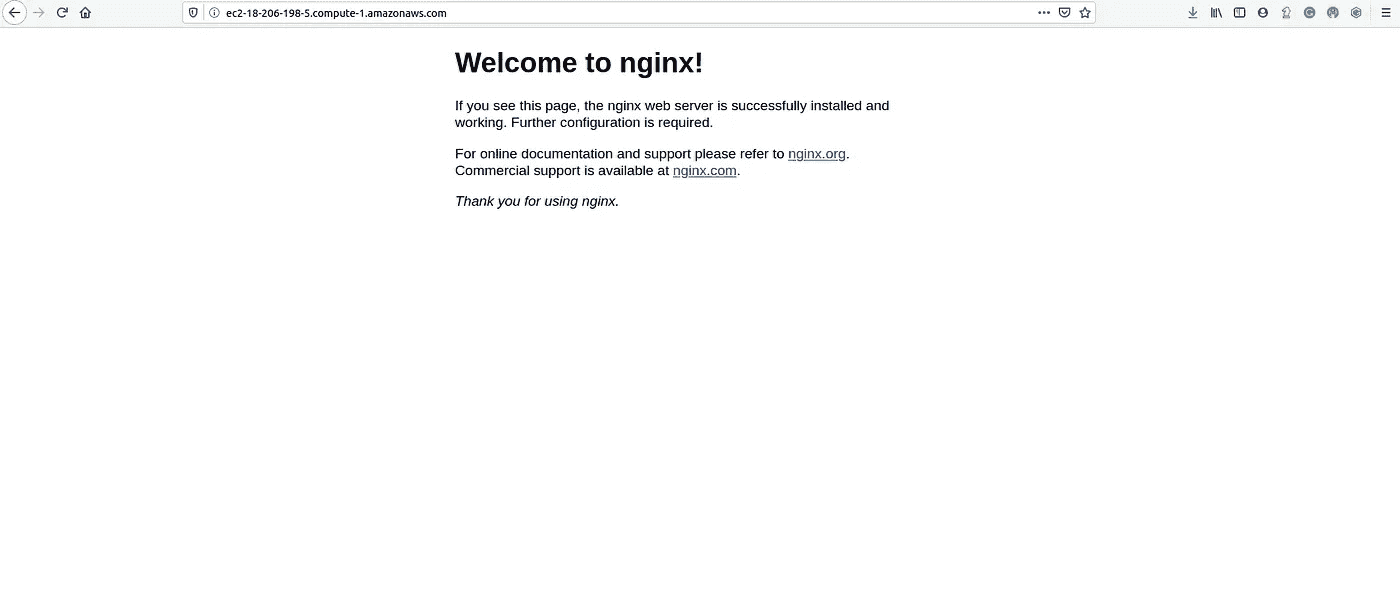 ec2-18-206-198-5.compute-1.amazonaws.com
Welcome to nginx!
If you see this page, the nginx web server is successfully installed and
working. Further configuration is required.
For online documentation and support please refer to nginx.org.
Commercial support is available at nginx.com.
Thank you for using nginx.